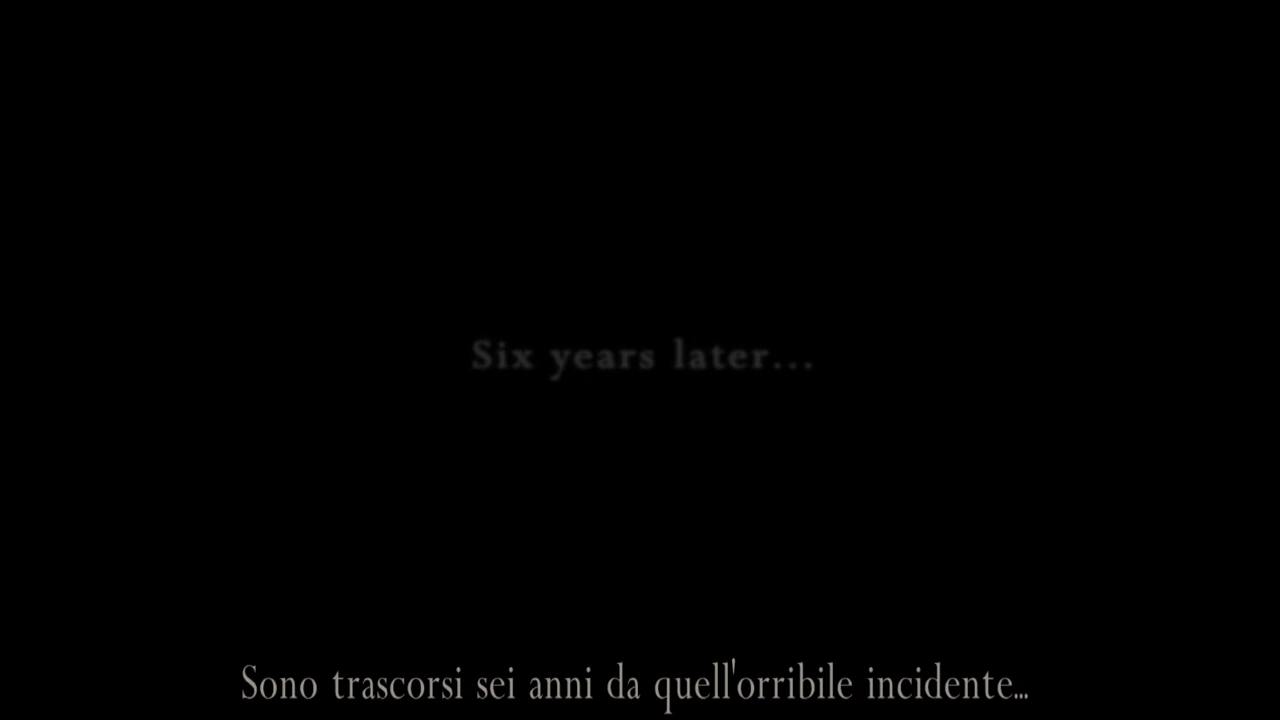 Six years later...
Sono trascorsi sei anni da quell'orribile incidente...